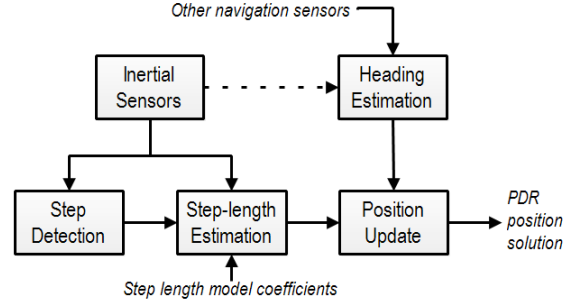 Other navigation sensors
Inertial
Sensors
Heading
Estimation
Step
Detection
Step-length
Estimation
Position
Update
PDR
position
solution
Step length model coefficients